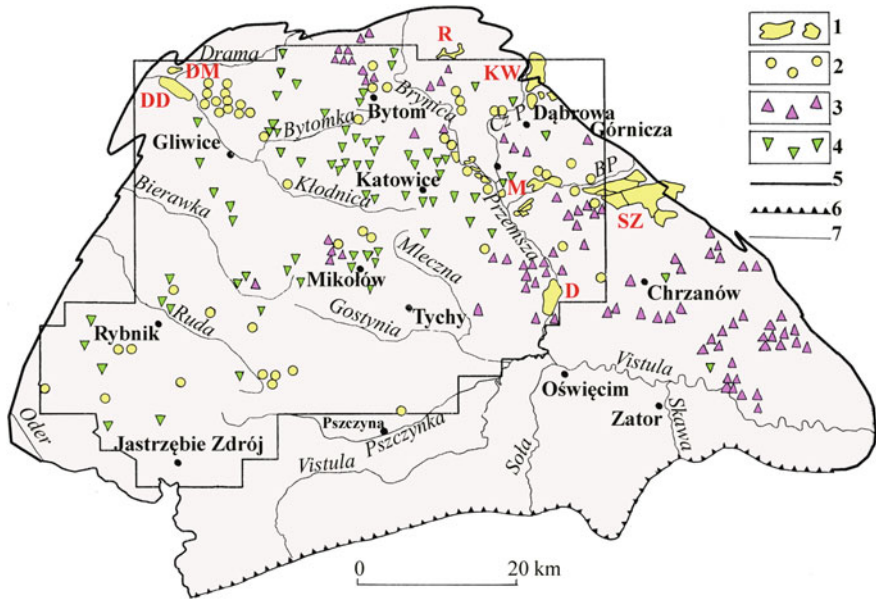 R
Drama
DM
KW
DD
Brynica
Bytom
Cz P
Dąbrowa
Górnicza
Bytomka
Gliwice
BP
Katowice
M
Bierawka
Kłodnica
Przemsza
SZ
Mleczna
Mikołów
D
Chrzanów
Gostynia
Tychy
Rybnik
Ruda
Vistula
Oświęcim
Zator
Skawa
Oder
Pszczyna
Pszczynka
Jastrzębie Zdrój
Vistula
Soła
0
20 km
1
2
3
4
5
6
7